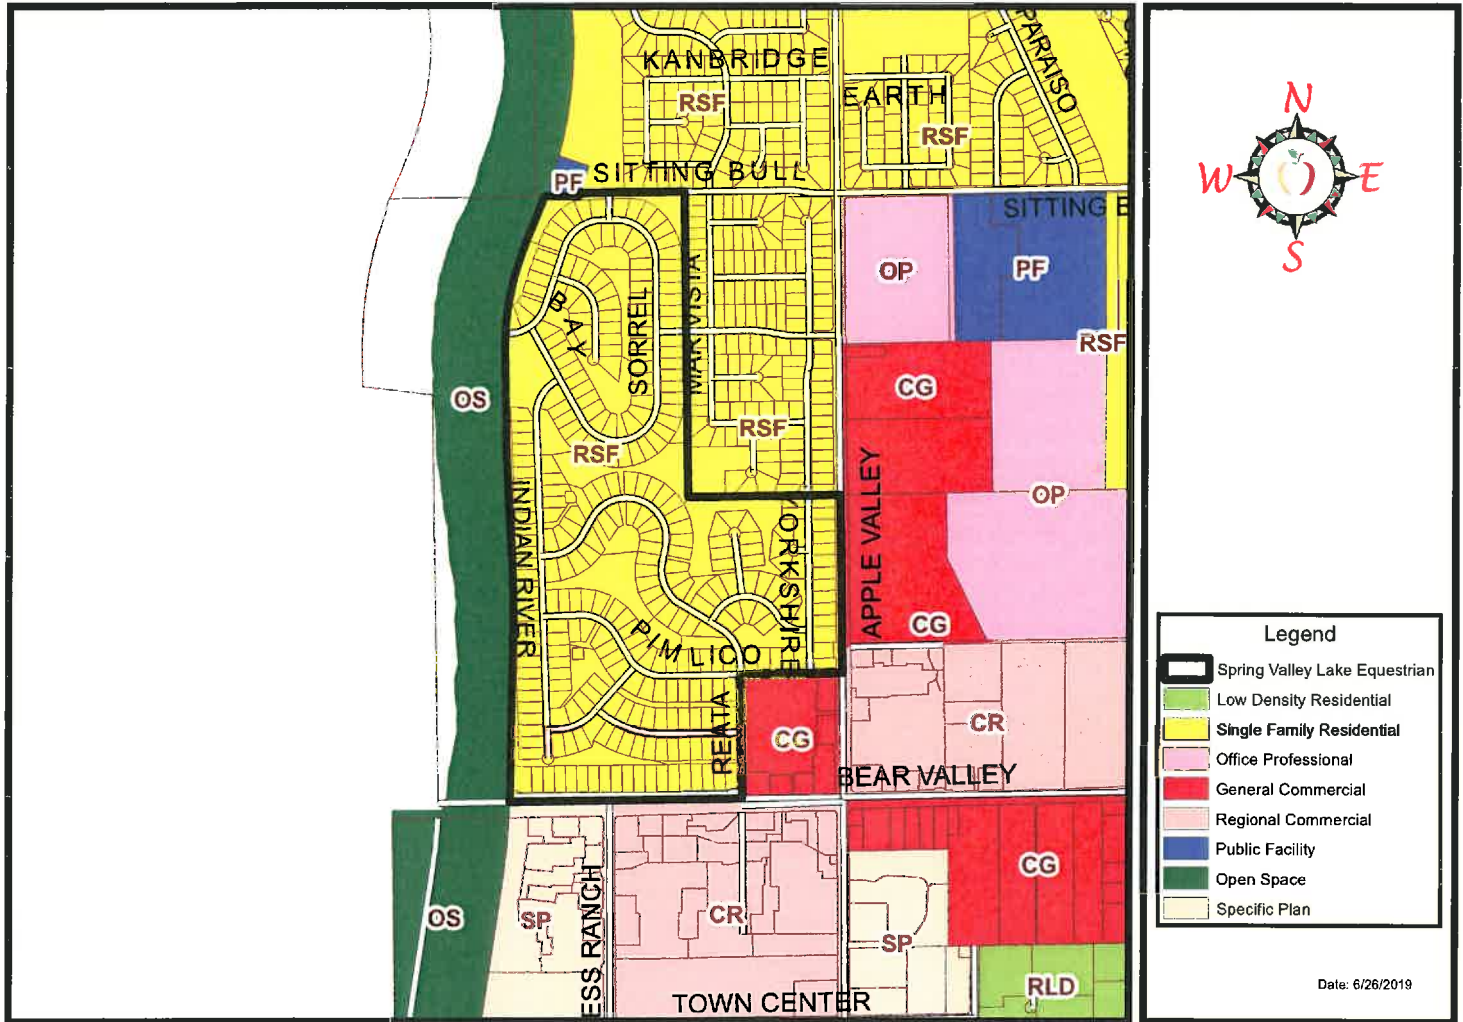 KANBRIDGE
PARAISO
RSF
EARTH
RSF
SITTING BULL
PF
SITTING B
OP
PF
MAR VISTA
BAY
SORREL
RSF
OS
CG
RSF
RSF
OP
INDIAN RIVER
YORKSHIRE
APPLE VALLEY
CG
PIMLICO
REATA
CG
CR
BEAR VALLEY
CG
OS
SP
ESS RANCH
CR
SP
RLD
TOWN CENTER
N
W E
S
Legend
Spring Valley Lake Equestrian
Low Density Residential
Single Family Residential
Office Professional
General Commercial
Regional Commercial
Public Facility
Open Space
Specific Plan
Date: 6/26/2019